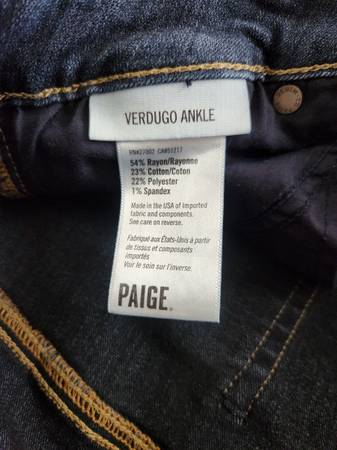 VERDUGO ANKLE
54% Rayon/Rayonne
23% Cotton/Coton
22% Polyester
1% Spandex
Made in the USA of imported
fabric and components.
See care on reverse.
Fabriqué aux États-Unis à partir
de tissus et composants
importés
Voir le soin sur l'inverse.
PAIGE.